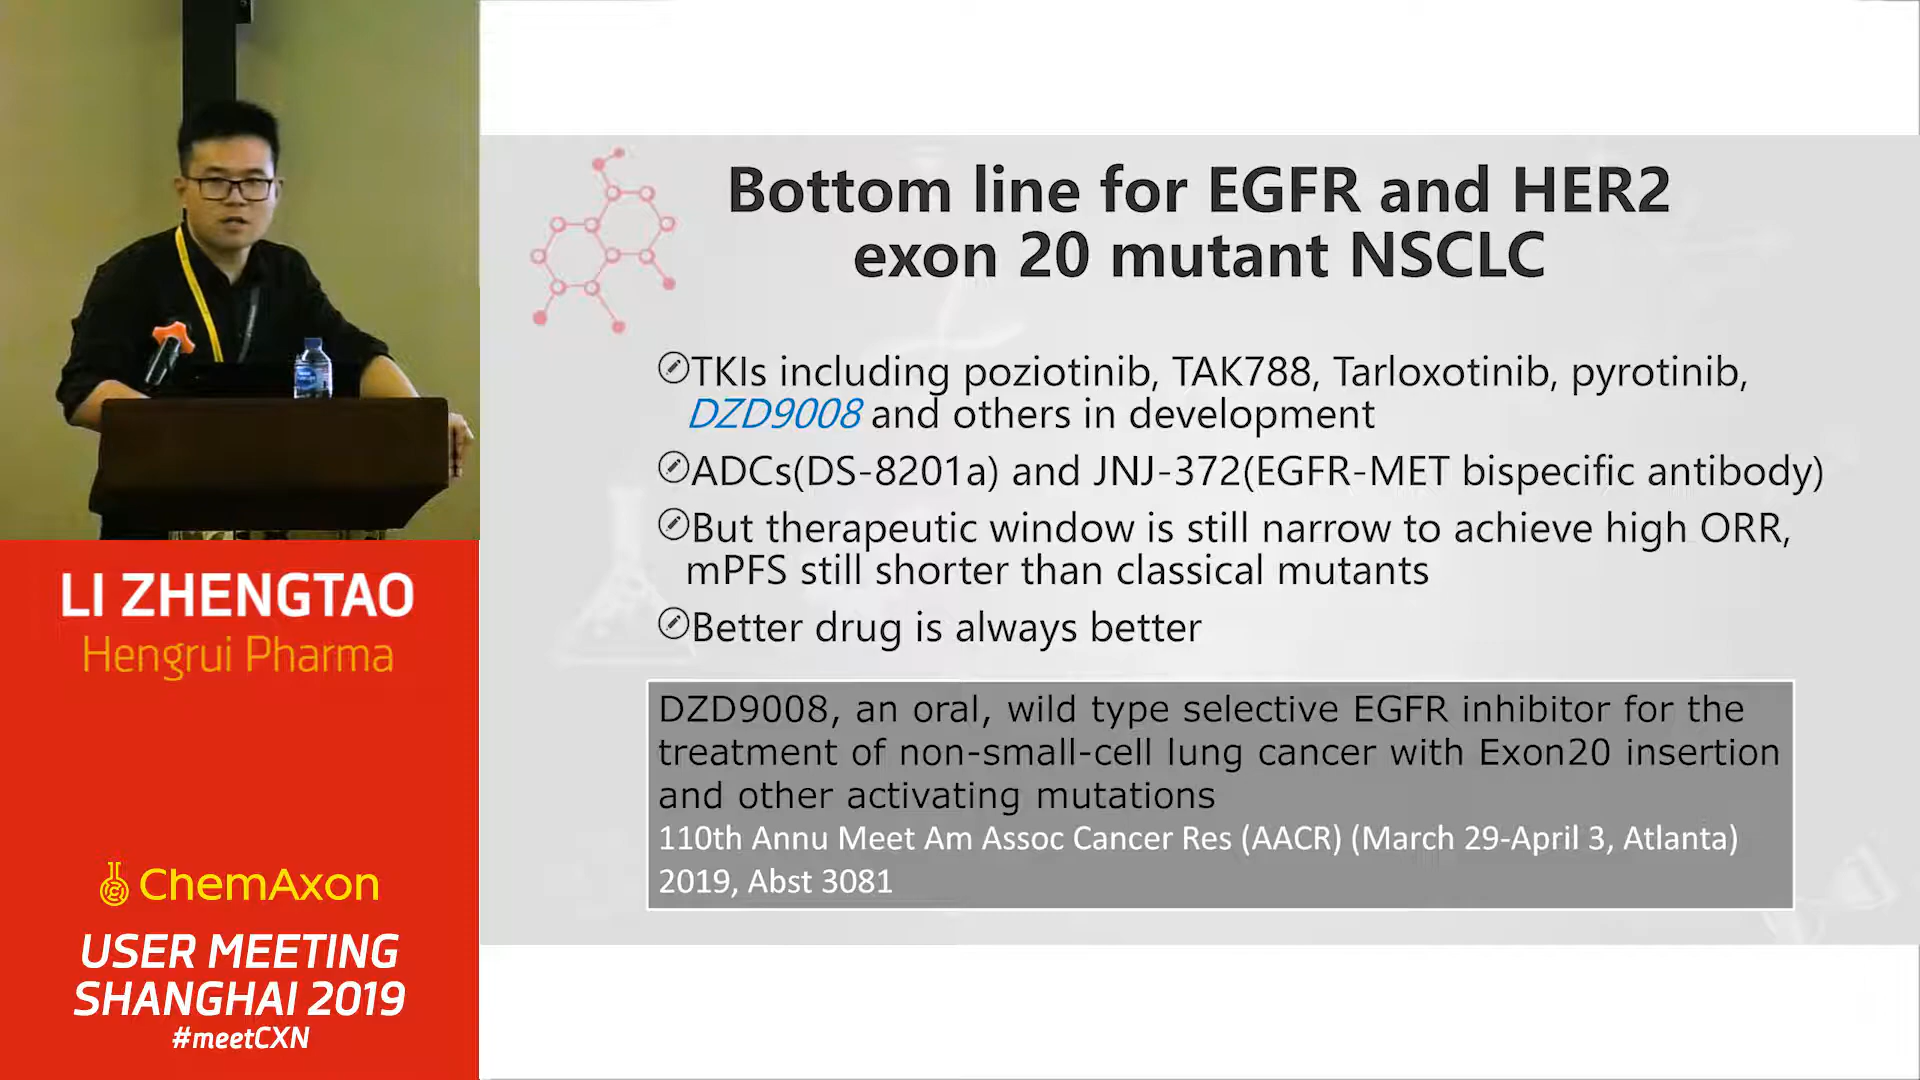 Bottom line for EGFR and HER2
exon 20 mutant NSCLC
TKIs including poziotinib, TAK788, Tarloxotinib, pyrotinib,
DZD9008 and others in development
ADCs(DS-8201a) and JNJ-372(EGFR-MET bispecific antibody)
But therapeutic window is still narrow to achieve high ORR,
mPFS still shorter than classical mutants
Better drug is always better
DZD9008, an oral, wild type selective EGFR inhibitor for the
treatment of non-small-cell lung cancer with Exon20 insertion
and other activating mutations
110th Annu Meet Am Assoc Cancer Res (AACR) (March 29-April 3, Atlanta)
2019, Abst 3081
LI ZHENGTAO
Hengrui Pharma
ChemAxon
USER MEETING
SHANGHAI 2019
#meetCXN